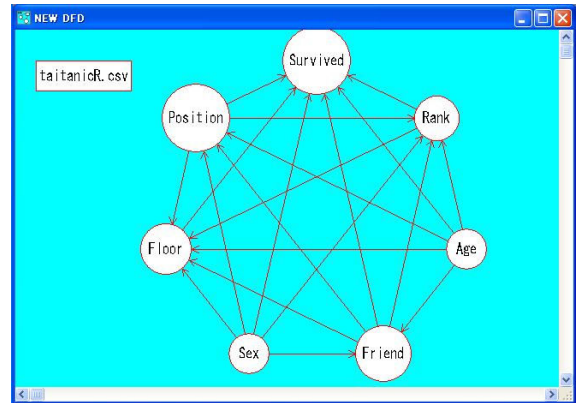 NEW DFD
taitanicR.csv
Survived
Position
Rank
Floor
Age
Sex
Friend